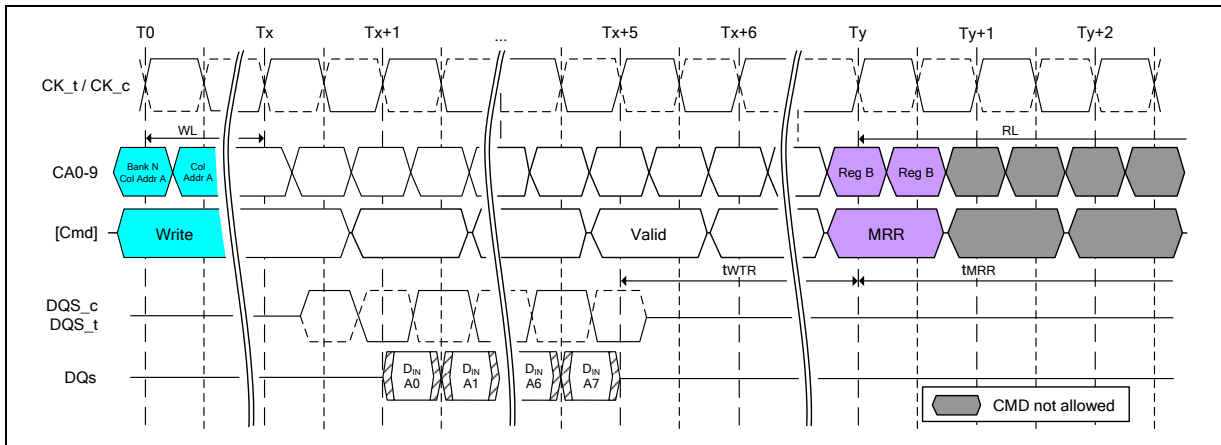 T0 Tx Tx+1 ... Tx+5 Tx+6 Ty Ty+1 Ty+2
CK_t / CK_c
WL RL
CA0-9 Bank N Col Addr A Col Addr A Reg B Reg B
[Cmd] Write Valid MRR
tWTR tMRR
DQS_c
DQS_t
DQs DIN A0 DIN A1 DIN A6 DIN A7
CMD not allowed